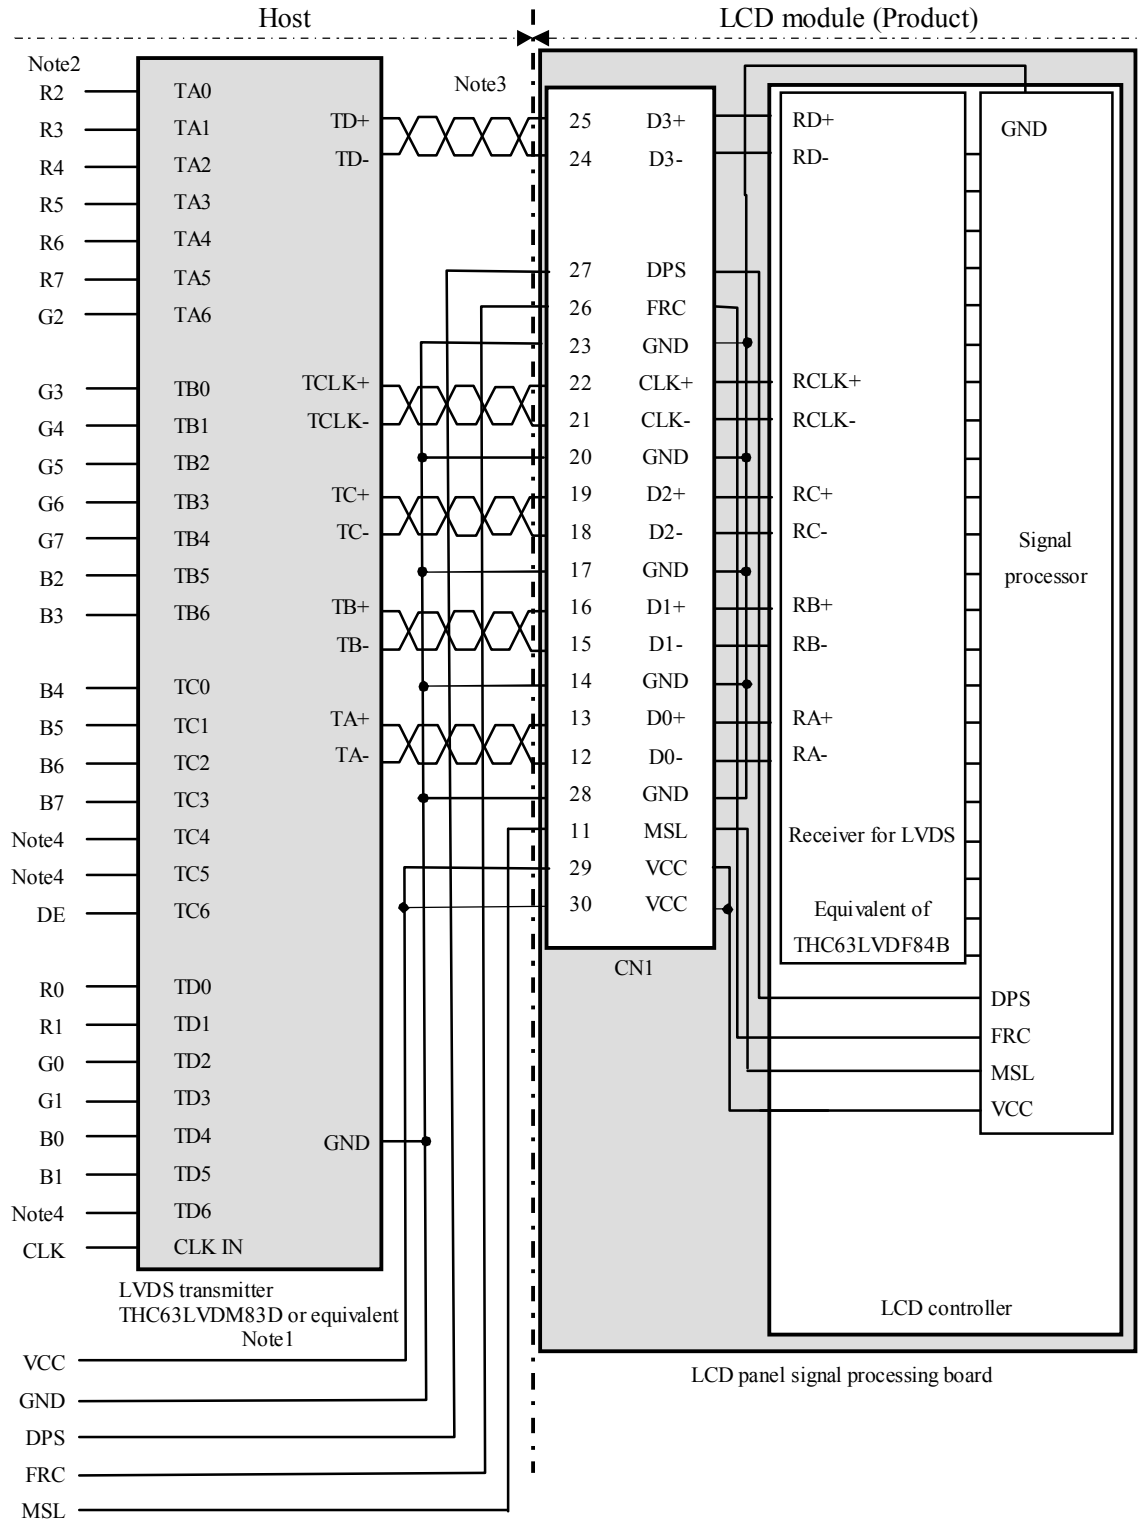 Host
LCD module (Product)
Note2
Note3
R2 TA0
R3 TA1
R4 TA2
R5 TA3
R6 TA4
R7 TA5
G2 TA6
G3 TB0
G4 TB1
G5 TB2
G6 TB3
G7 TB4
B2 TB5
B3 TB6
B4 TC0
B5 TC1
B6 TC2
B7 TC3
Note4 TC4
Note4 TC5
DE TC6
R0 TD0
R1 TD1
G0 TD2
G1 TD3
B0 TD4
B1 TD5
Note4 TD6
CLK CLK IN
TD+
TD-
TCLK+
TCLK-
TC+
TC-
TB+
TB-
TA+
TA-
GND
LVDS transmitter
THC63LVDM83D or equivalent
Note1
VCC
GND
DPS
FRC
MSL
25 D3+
24 D3-
27 DPS
26 FRC
23 GND
22 CLK+
21 CLK-
20 GND
19 D2+
18 D2-
17 GND
16 D1+
15 D1-
14 GND
13 D0+
12 D0-
28 GND
11 MSL
29 VCC
30 VCC
CN1
RD+
RD-
RCLK+
RCLK-
RC+
RC-
RB+
RB-
RA+
RA-
Receiver for LVDS
Equivalent of
THC63LVDF84B
GND
Signal
processor
DPS
FRC
MSL
VCC
LCD controller
LCD panel signal processing board